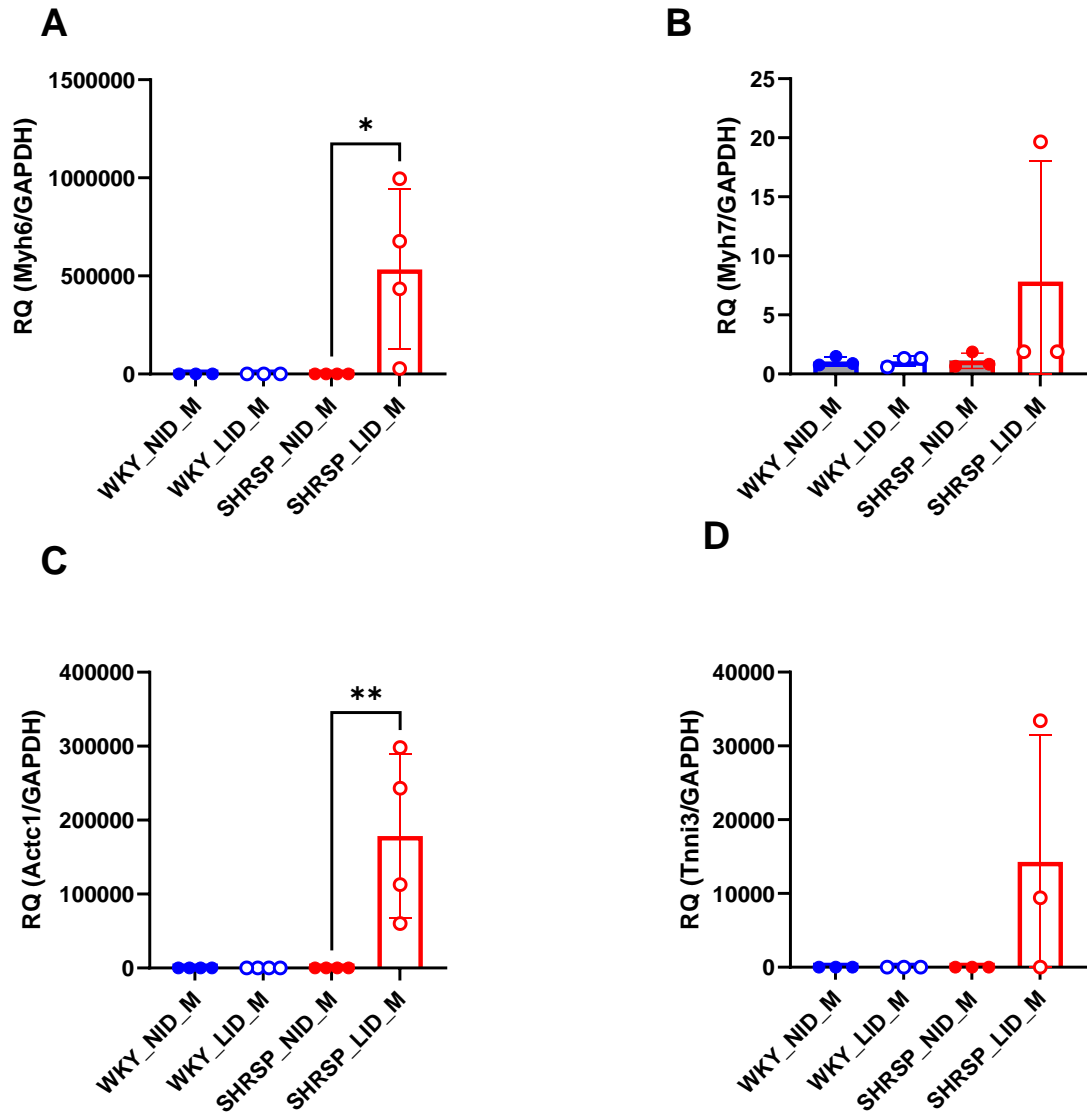 A
RQ (Myh6/GAPDH)
1500000
1000000
500000
0
*
WKY_NID_M
WKY_LID_M
SHRSP_NID_M
SHRSP_LID_M
B
RQ (Myh7/GAPDH)
25
20
15
10
5
0
WKY_NID_M
WKY_LID_M
SHRSP_NID_M
SHRSP_LID_M
C
RQ (Actc1/GAPDH)
400000
300000
200000
100000
0
**
WKY_NID_M
WKY_LID_M
SHRSP_NID_M
SHRSP_LID_M
D
RQ (Tnni3/GAPDH)
40000
30000
20000
10000
0
WKY_NID_M
WKY_LID_M
SHRSP_NID_M
SHRSP_LID_M